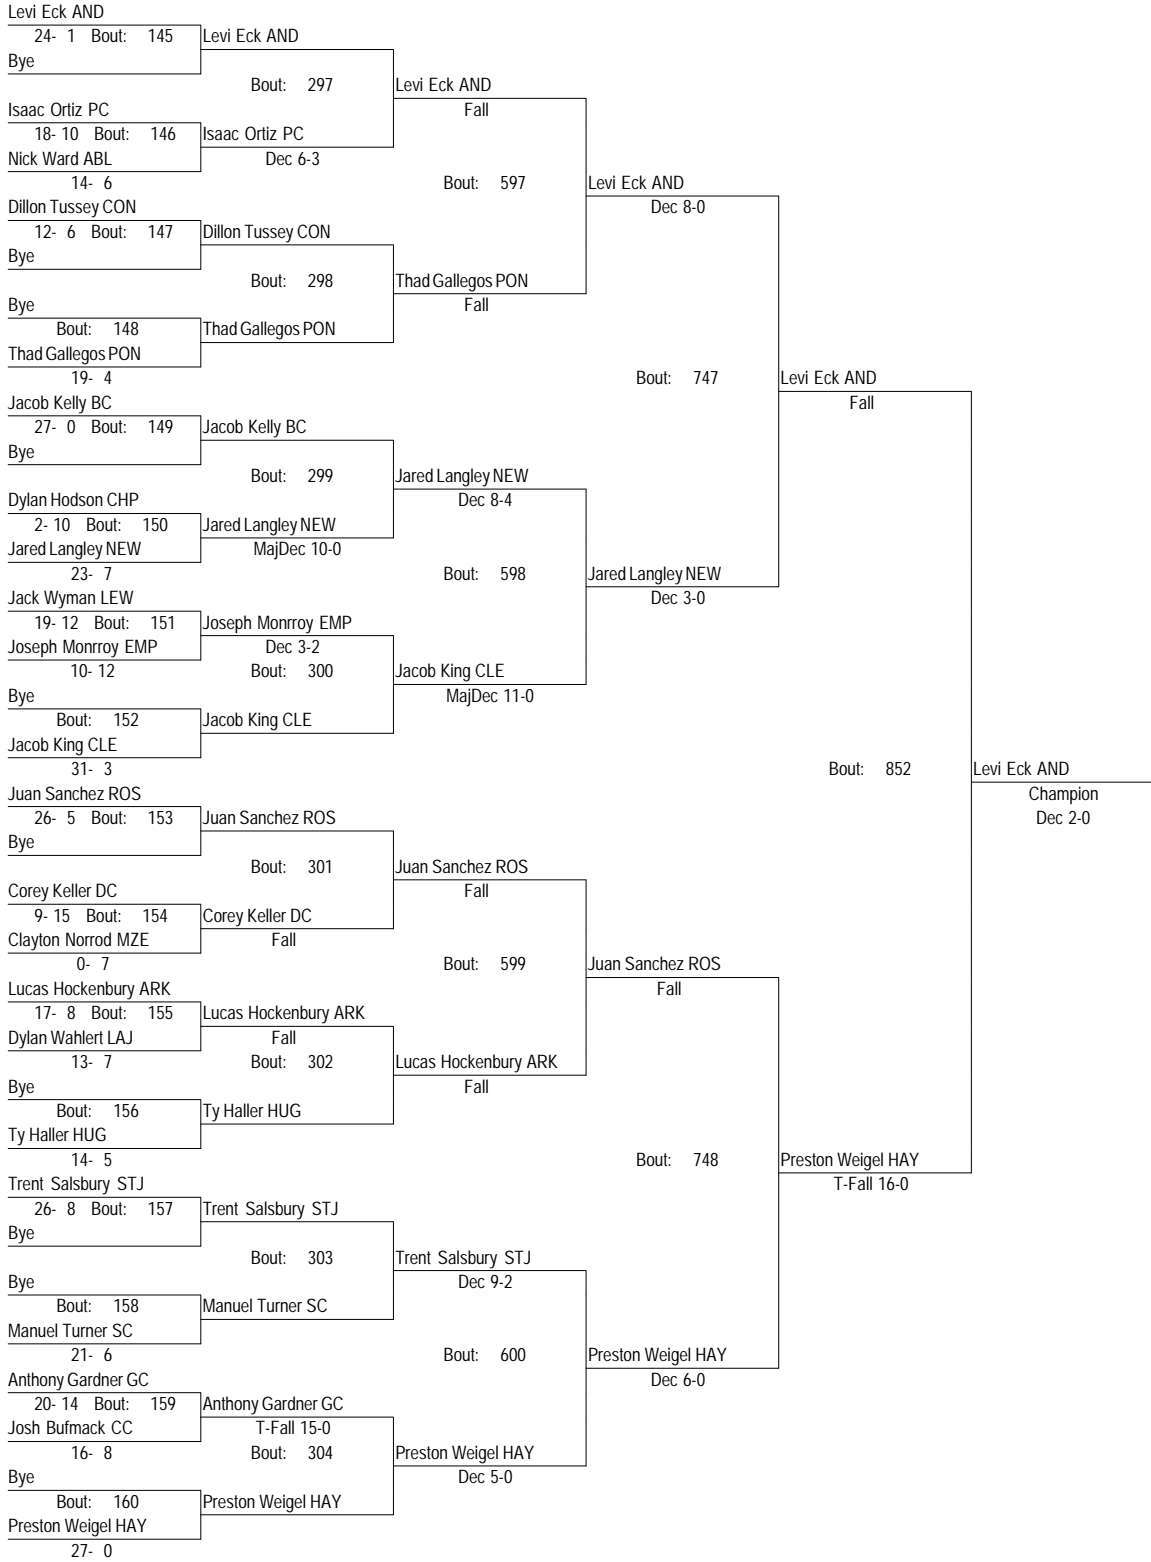 Levi Eck AND
24- 1 Bout: 145 Levi Eck AND
Bye
Bout: 297 Levi Eck AND
Isaac Ortiz PC Fall
18- 10 Bout: 146 Isaac Ortiz PC
Nick Ward ABL Dec 6-3
14- 6 Bout: 597 Levi Eck AND
Dillon Tussey CON Dec 8-0
12- 6 Bout: 147 Dillon Tussey CON
Bye
Bout: 298 Thad Gallegos PON
Bye Fall
Bout: 148 Thad Gallegos PON
Thad Gallegos PON
19- 4 Bout: 747 Levi Eck AND
Jacob Kelly BC Fall
27- 0 Bout: 149 Jacob Kelly BC
Bye
Bout: 299 Jared Langley NEW
Dylan Hodson CHP Dec 8-4
2- 10 Bout: 150 Jared Langley NEW
Jared Langley NEW MajDec 10-0
23- 7 Bout: 598 Jared Langley NEW
Jack Wyman LEW Dec 3-0
19- 12 Bout: 151 Joseph Monrroy EMP
Joseph Monrroy EMP Dec 3-2
10- 12 Bout: 300 Jacob King CLE
Bye MajDec 11-0
Bout: 152 Jacob King CLE
Jacob King CLE
31- 3 Bout: 852 Levi Eck AND
Juan Sanchez ROS Champion
26- 5 Bout: 153 Juan Sanchez ROS Dec 2-0
Bye
Bout: 301 Juan Sanchez ROS
Corey Keller DC Fall
9- 15 Bout: 154 Corey Keller DC
Clayton Norrod MZE Fall
0- 7 Bout: 599 Juan Sanchez ROS
Lucas Hockenbury ARK Fall
17- 8 Bout: 155 Lucas Hockenbury ARK
Dylan Wahlert LAJ Fall
13- 7 Bout: 302 Lucas Hockenbury ARK
Bye Fall
Bout: 156 Ty Haller HUG
Ty Haller HUG
14- 5 Bout: 748 Preston Weigel HAY
Trent Salsbury STJ T-Fall 16-0
26- 8 Bout: 157 Trent Salsbury STJ
Bye
Bout: 303 Trent Salsbury STJ
Bye Dec 9-2
Bout: 158 Manuel Turner SC
Manuel Turner SC
21- 6 Bout: 600 Preston Weigel HAY
Anthony Gardner GC Dec 6-0
20- 14 Bout: 159 Anthony Gardner GC
Josh Bufmack CC T-Fall 15-0
16- 8 Bout: 304 Preston Weigel HAY
Bye Dec 5-0
Bout: 160 Preston Weigel HAY
Preston Weigel HAY
27- 0